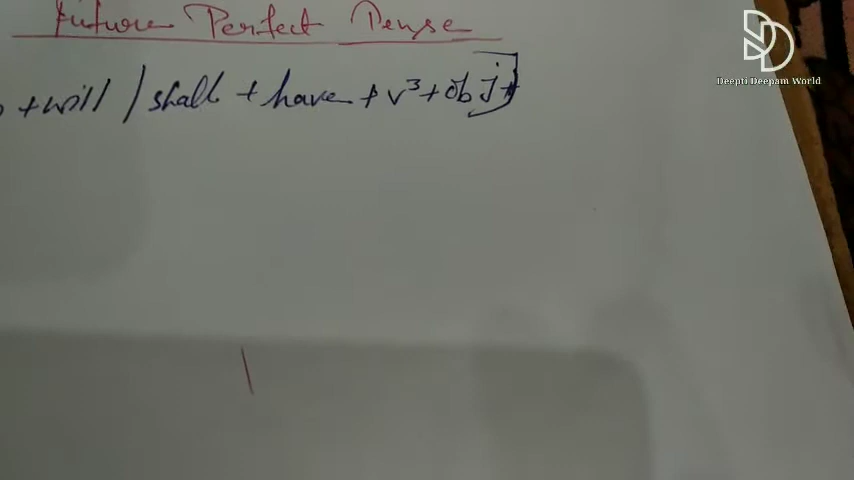 Future Perfect Tense
+will / shall + have + v³ + obj
Deepti Deepam World